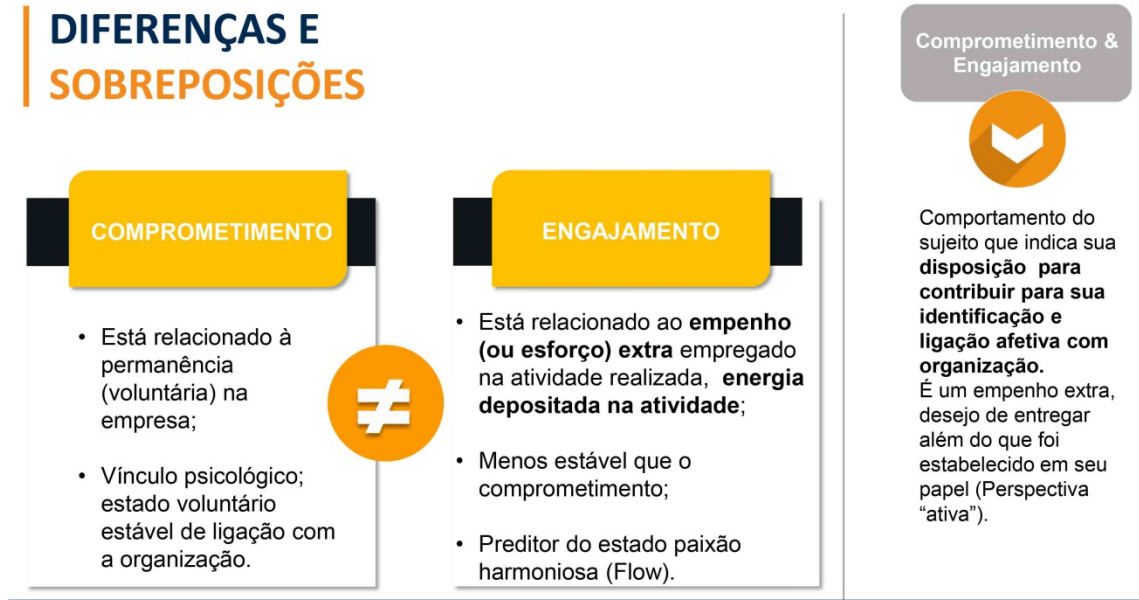 DIFERENÇAS E
SOBREPOSIÇÕES
COMPROMETIMENTO
• Está relacionado à
permanência
(voluntária) na
empresa;
• Vínculo psicológico;
estado voluntário
estável de ligação com
a organização.
≠
ENGAJAMENTO
• Está relacionado ao empenho
(ou esforço) extra empregado
na atividade realizada, energia
depositada na atividade;
• Menos estável que o
comprometimento;
• Preditor do estado paixão
harmoniosa (Flow).
Comprometimento &
Engajamento
Comportamento do
sujeito que indica sua
disposição para
contribuir para sua
identificação e
ligação afetiva com
organização.
É um empenho extra,
desejo de entregar
além do que foi
estabelecido em seu
papel (Perspectiva
“ativa”).